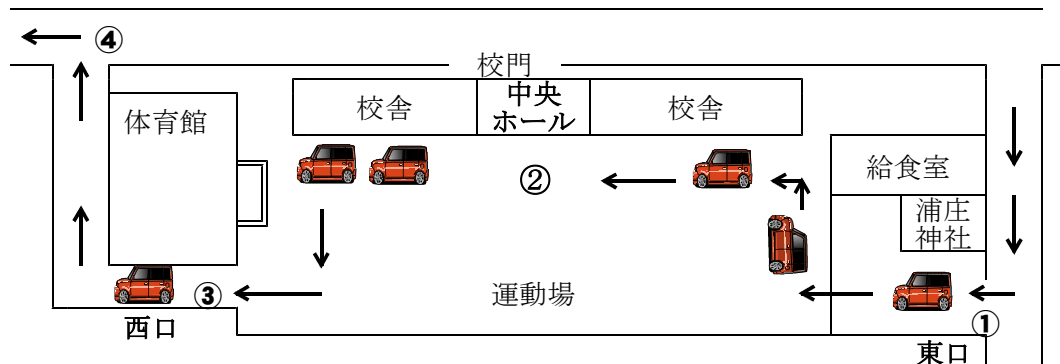 ④
校門
体育館
校舎
中央
ホール
校舎
給食室
②
浦庄
神社
③
運動場
①
西口
東口